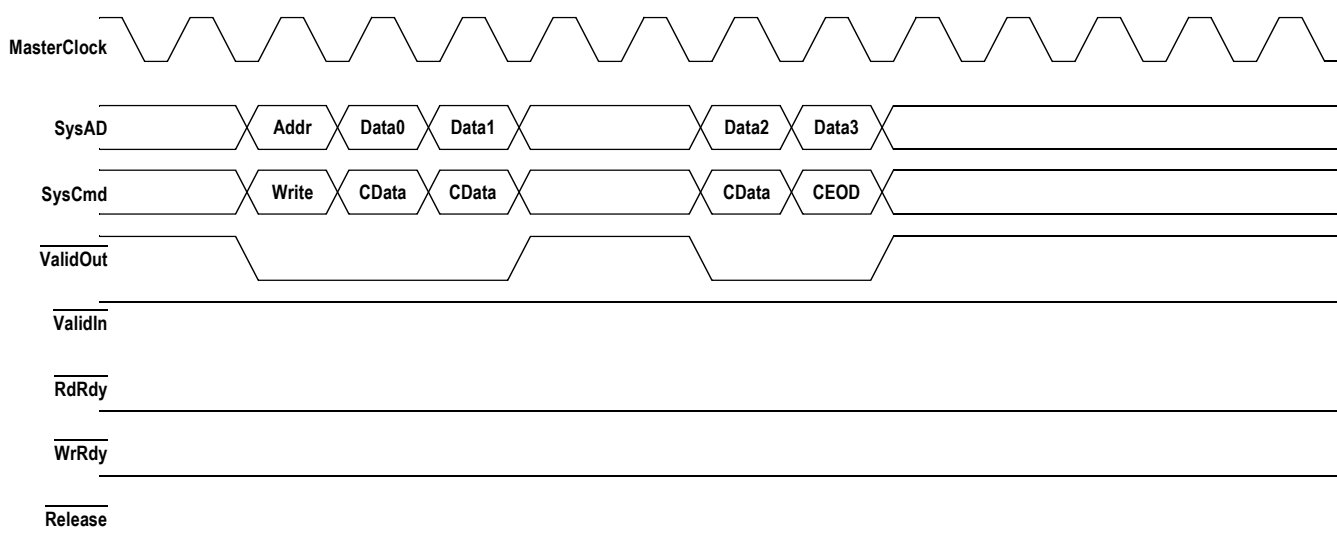 MasterClock
SysAD Addr Data0 Data1 Data2 Data3
SysCmd Write CData CData CData CEOD
ValidOut
ValidIn
RdRdy
WrRdy
Release